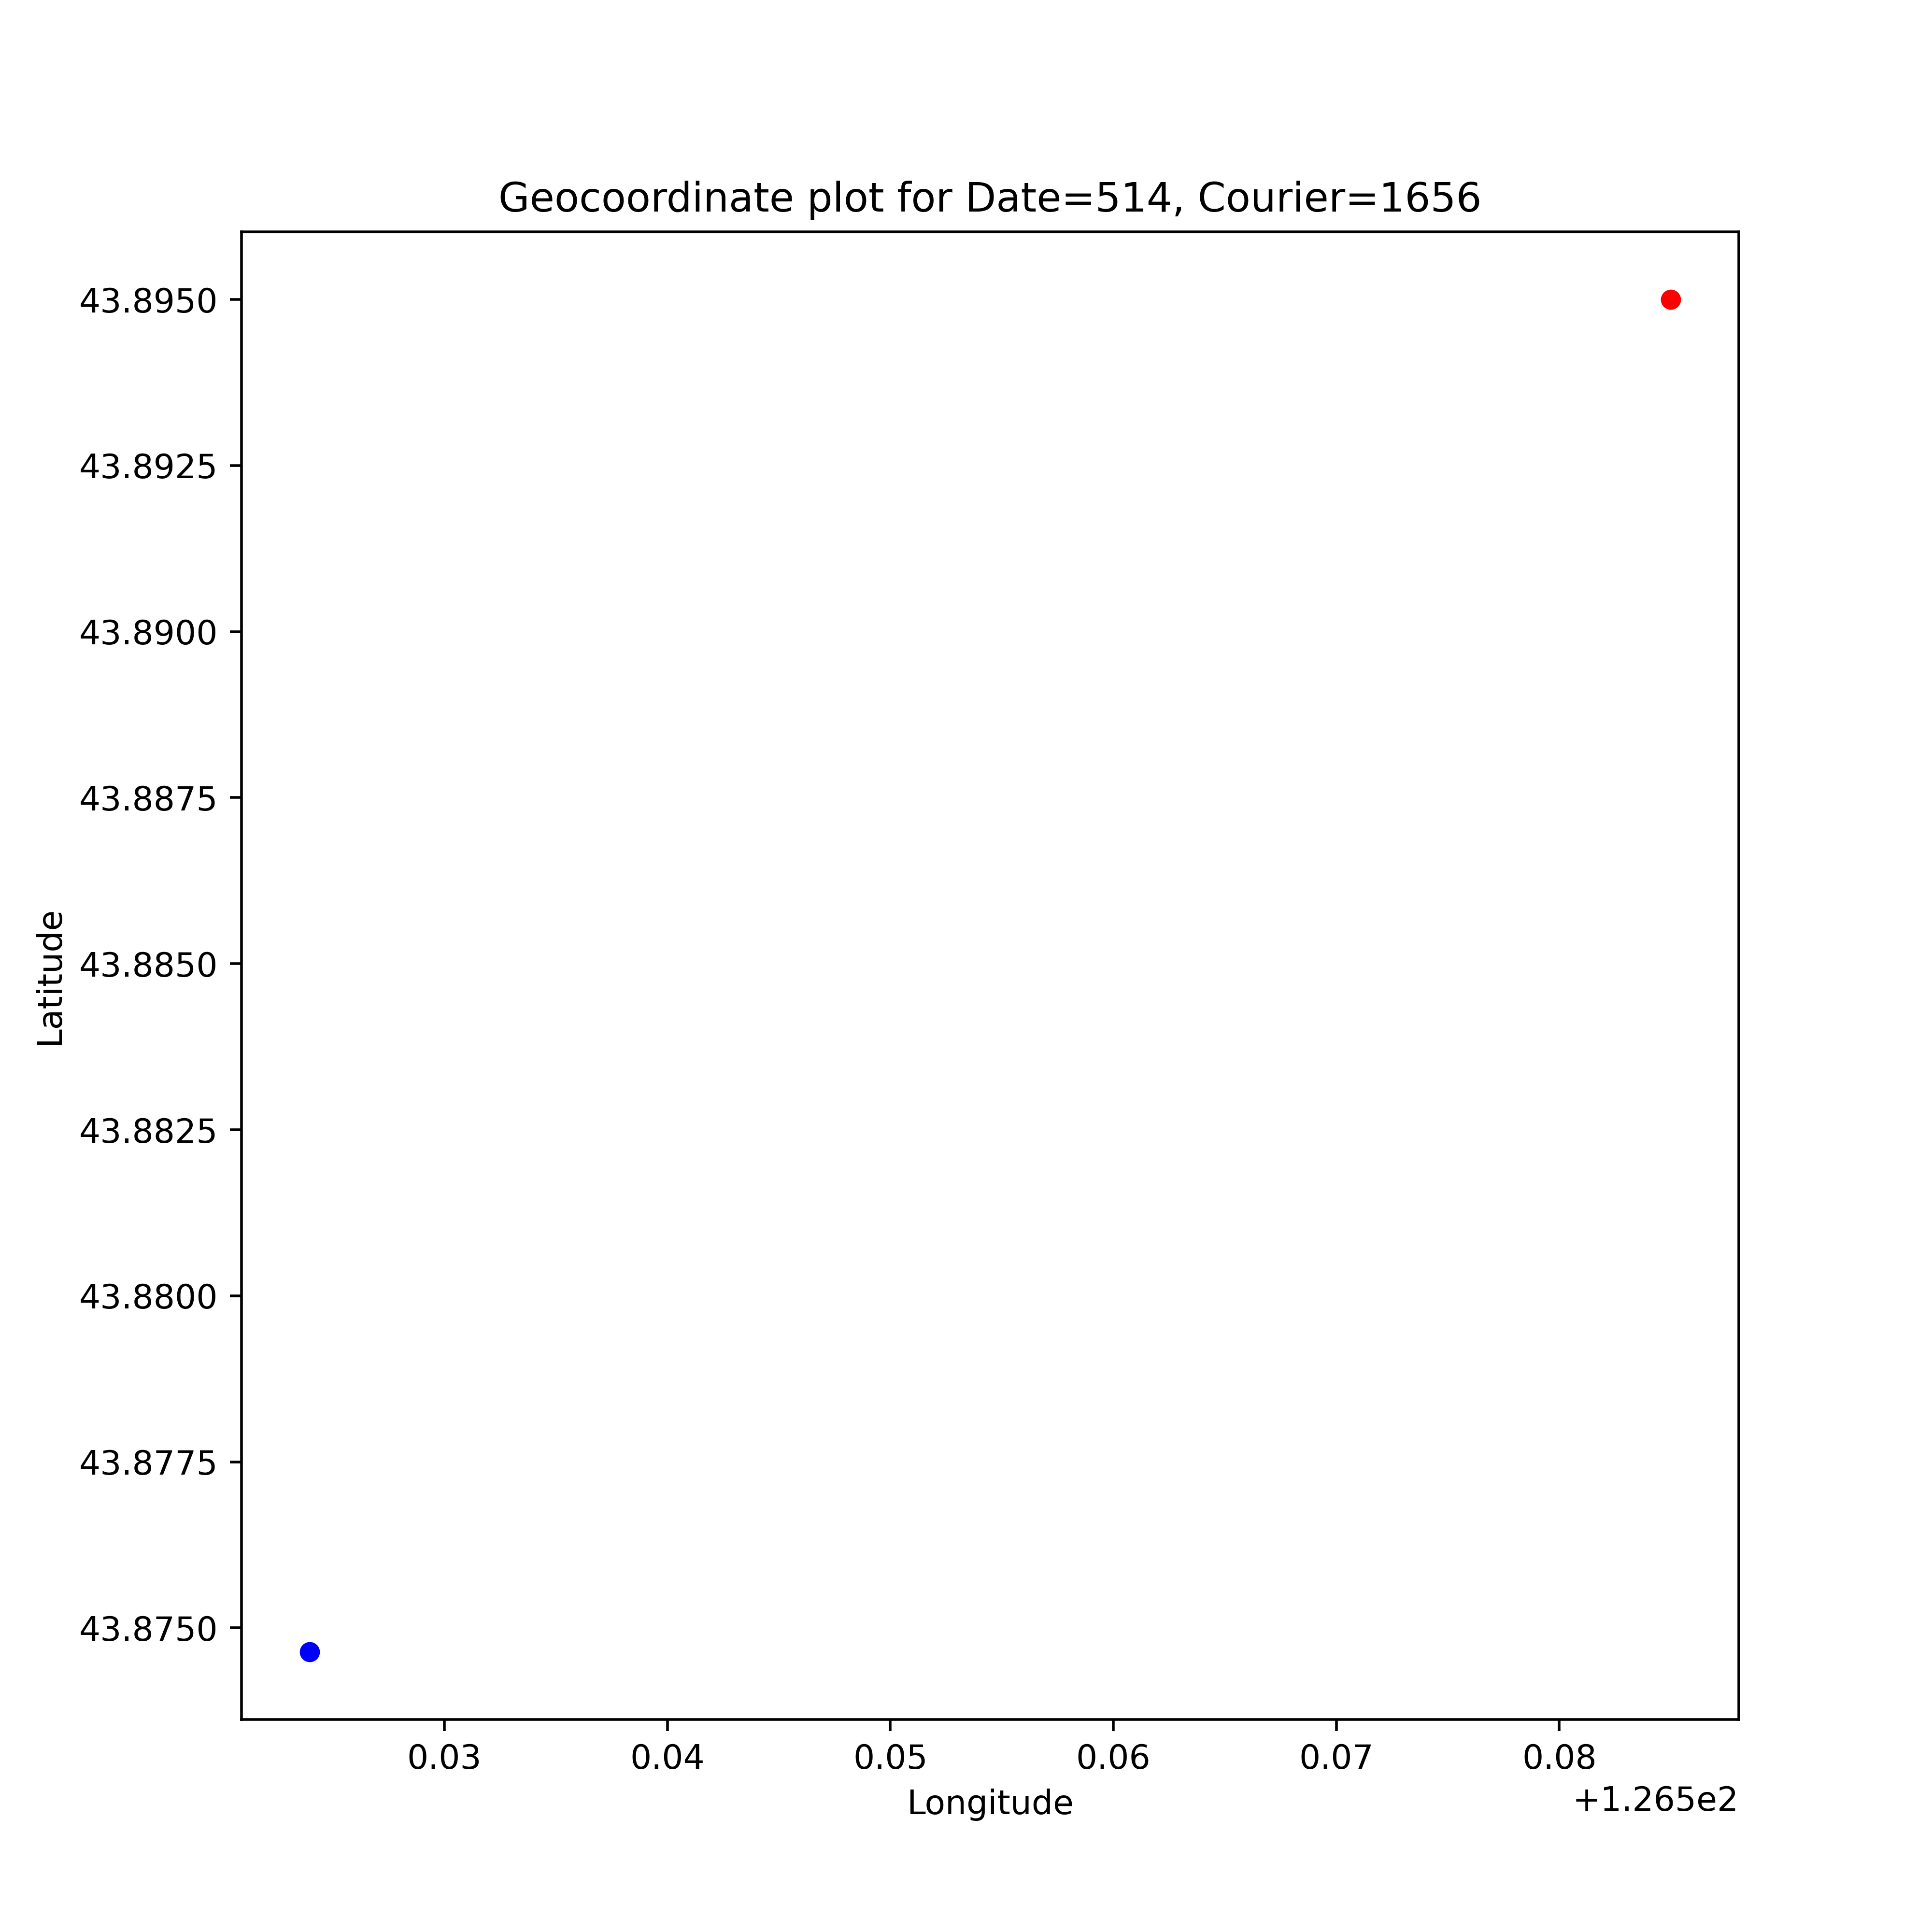 Geocoordinate plot for Date=514, Courier=1656
43.8950
43.8925
43.8900
43.8875
43.8850
43.8825
43.8800
43.8775
43.8750
Latitude
0.03 0.04 0.05 0.06 0.07 0.08
+1.265e2
Longitude